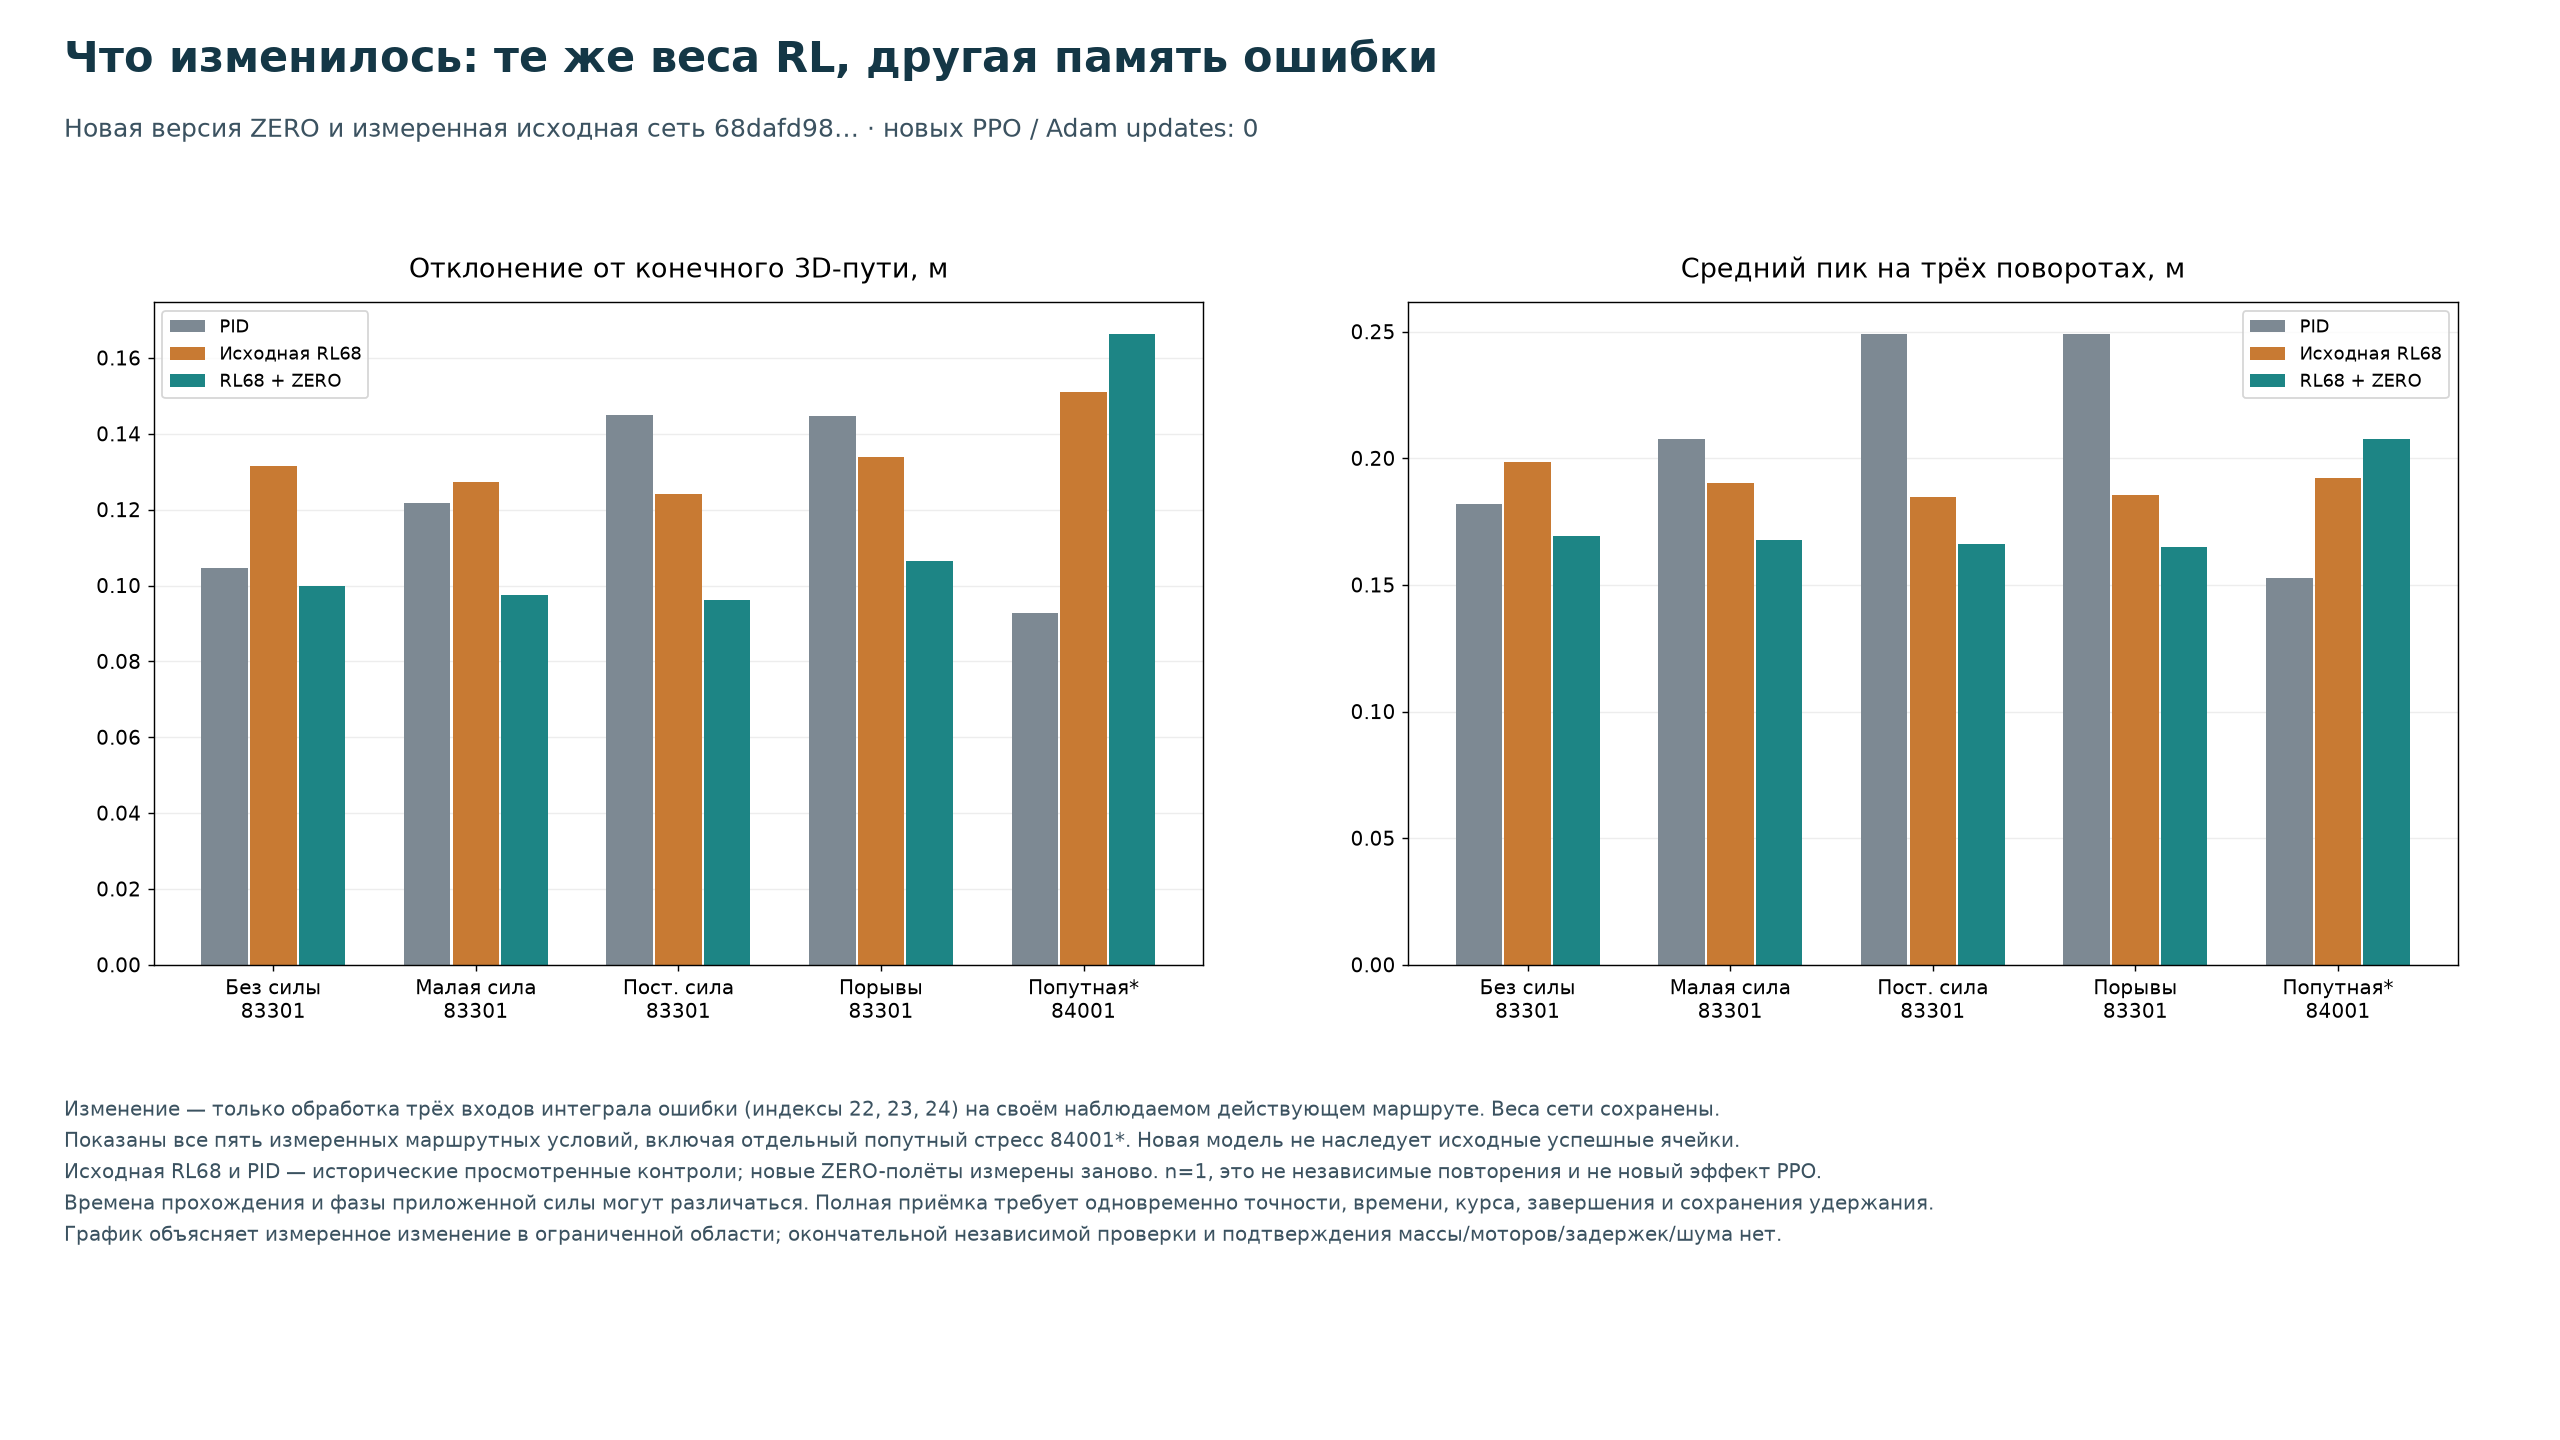 Что изменилось: те же веса RL, другая память ошибки
Новая версия ZERO и измеренная исходная сеть 68dafd98… · новых PPO / Adam updates: 0
Отклонение от конечного 3D-пути, м
PID
Исходная RL68
RL68 + ZERO
0.16
0.14
0.12
0.10
0.08
0.06
0.04
0.02
0.00
Без силы
83301
Малая сила
83301
Пост. сила
83301
Порывы
83301
Попутная*
84001
Средний пик на трёх поворотах, м
PID
Исходная RL68
RL68 + ZERO
0.25
0.20
0.15
0.10
0.05
0.00
Без силы
83301
Малая сила
83301
Пост. сила
83301
Порывы
83301
Попутная*
84001
Изменение — только обработка трёх входов интеграла ошибки (индексы 22, 23, 24) на своём наблюдаемом действующем маршруте. Веса сети сохранены.
Показаны все пять измеренных маршрутных условий, включая отдельный попутный стресс 84001*. Новая модель не наследует исходные успешные ячейки.
Исходная RL68 и PID — исторические просмотренные контроли; новые ZERO-полёты измерены заново. n=1, это не независимые повторения и не новый эффект PPO.
Времена прохождения и фазы приложенной силы могут различаться. Полная приёмка требует одновременно точности, времени, курса, завершения и сохранения удержания.
График объясняет измеренное изменение в ограниченной области; окончательной независимой проверки и подтверждения массы/моторов/задержек/шума нет.